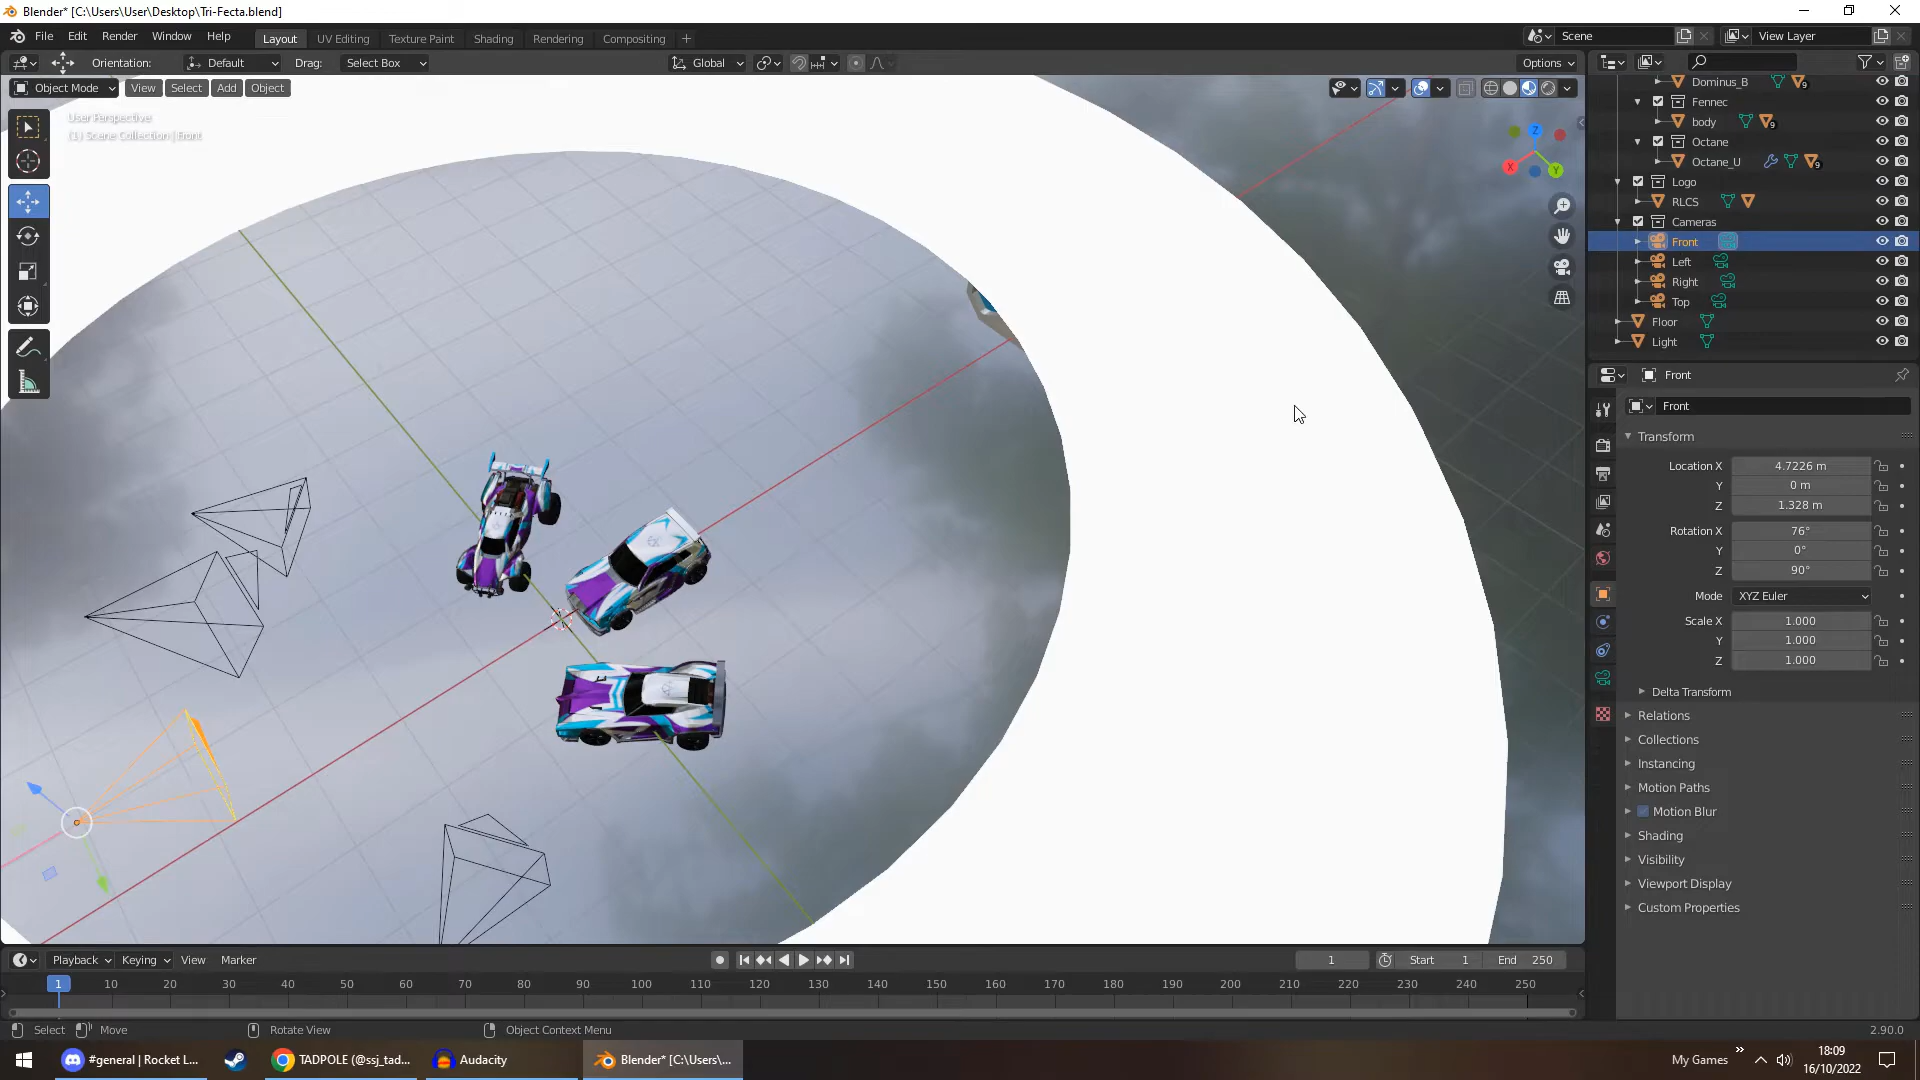 Blender* [C:\Users\User\Desktop\Tri-Fecta.blend]
File Edit Render Window Help Layout UV Editing Texture Paint Shading Rendering Compositing + Scene View Layer
Orientation: Default Drag: Select Box Global Options
Object Mode View Select Add Object
User Perspective
(1) Scene Collection | Front
Z
X
Y
Dominus_B 9
Fennec
body 9
Octane
Octane_U 9
Logo
RLCS
Cameras
Front
Left
Right
Top
Floor
Light
Front
Front
Transform
Location X 4.7226 m
Y 0 m
Z 1.328 m
Rotation X 76°
Y 0°
Z 90°
Mode XYZ Euler
Scale X 1.000
Y 1.000
Z 1.000
Delta Transform
Relations
Collections
Instancing
Motion Paths
Motion Blur
Shading
Visibility
Viewport Display
Custom Properties
Playback Keying View Marker 1 Start 1 End 250
1 10 20 30 40 50 60 70 80 90 100 110 120 130 140 150 160 170 180 190 200 210 220 230 240 250
Select Move Rotate View Object Context Menu 2.90.0
#general | Rocket L... TADPOLE (@ssj_tad... Audacity Blender* [C:\Users\... My Games 18:09
16/10/2022